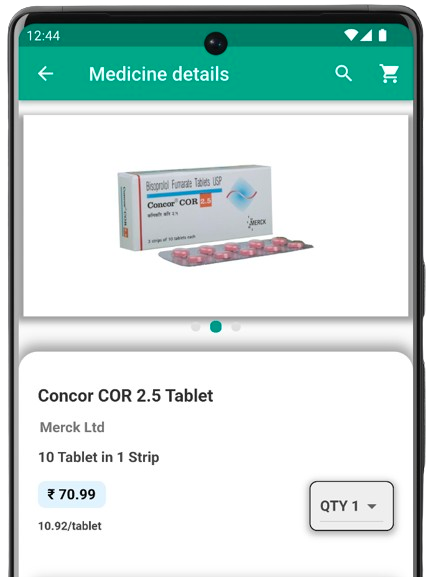 12:44
Medicine details
Bisoprolol Fumarate Tablets USP
Concor® COR 2.5
MERCK
Concor COR 2.5 Tablet
Merck Ltd
10 Tablet in 1 Strip
₹ 70.99
QTY 1
10.92/tablet